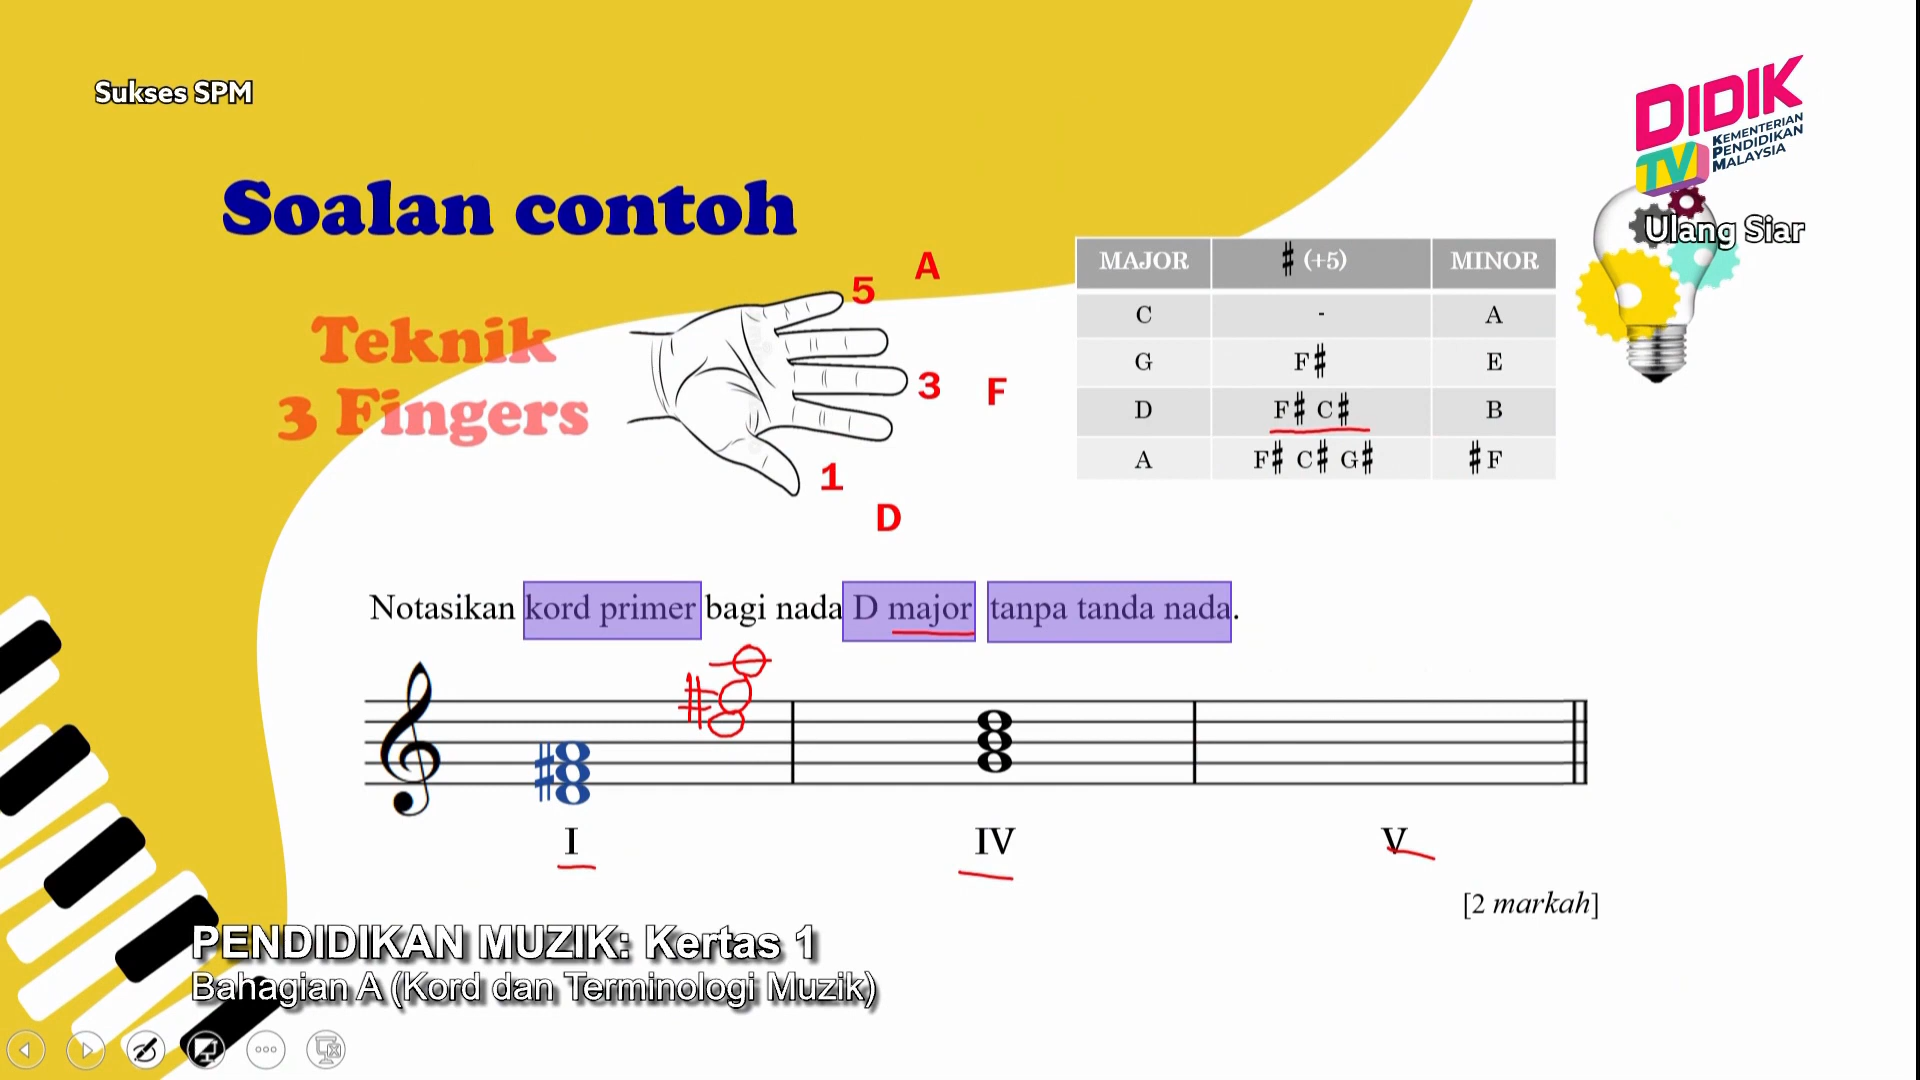 Sukses SPM
DIDIK
TV
KEMENTERIAN
PENDIDIKAN
MALAYSIA
Ulang Siar
Soalan contoh
Teknik
3 Fingers
5 A
3 F
1
D
MAJOR ♯ (+5) MINOR
C - A
G F♯ E
D F♯ C♯ B
A F♯ C♯ G♯ ♯F
Notasikan kord primer bagi nada D major tanpa tanda nada.
I IV V
[2 markah]
PENDIDIKAN MUZIK: Kertas 1
Bahagian A (Kord dan Terminologi Muzik)